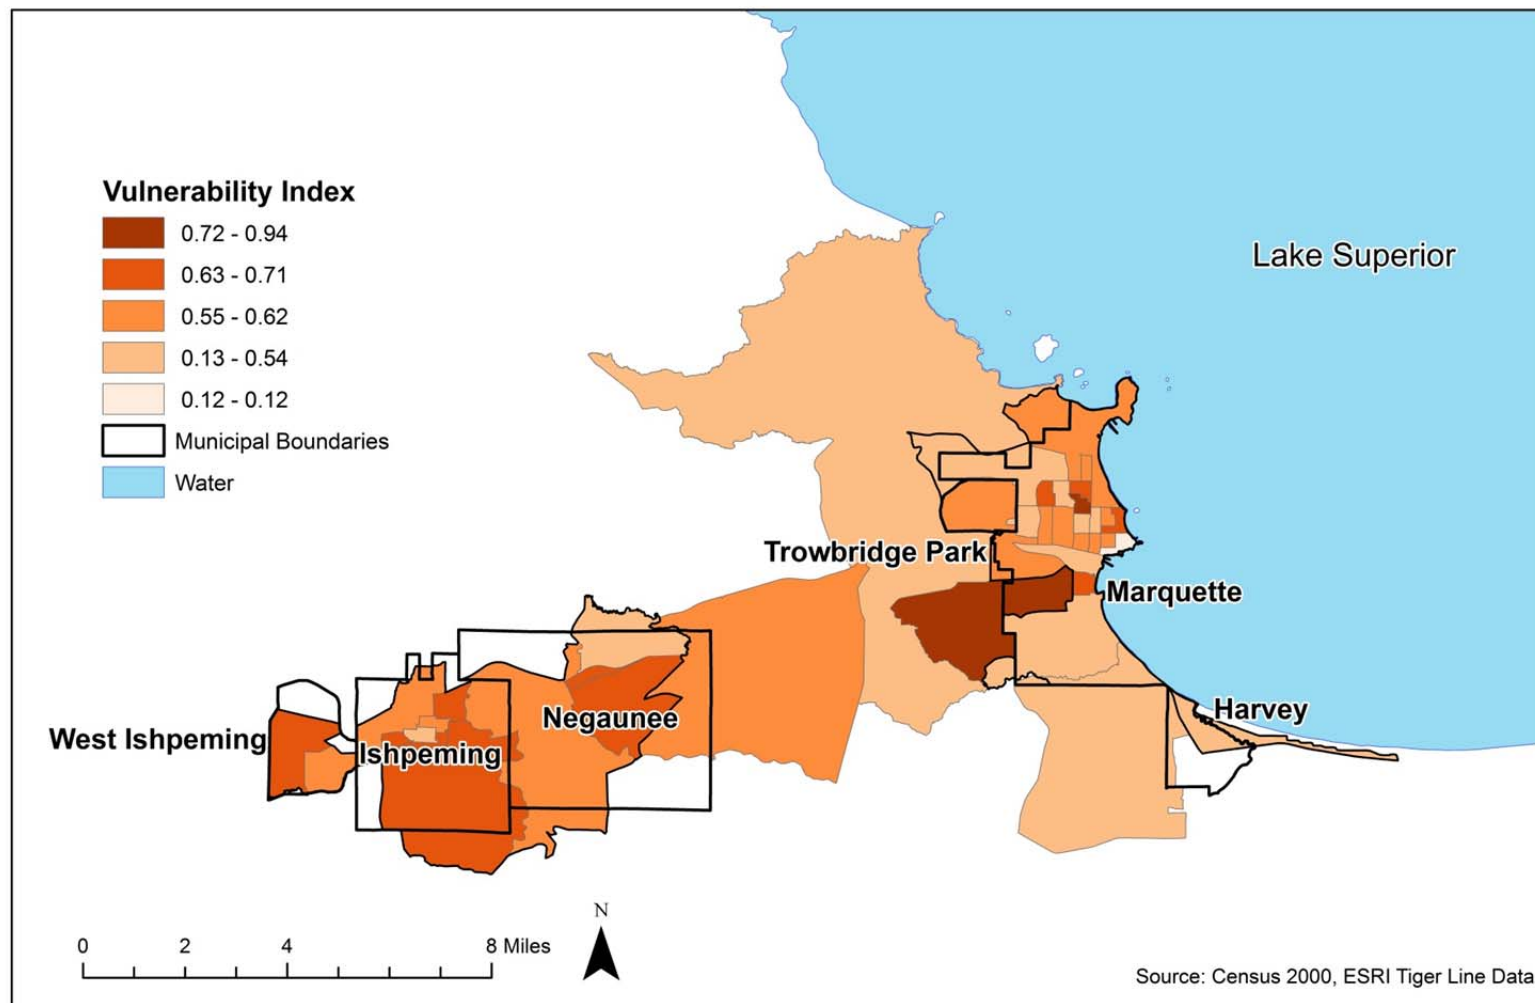 Vulnerability Index
0.72 - 0.94
0.63 - 0.71
0.55 - 0.62
0.13 - 0.54
0.12 - 0.12
Municipal Boundaries
Water
Lake Superior
Trowbridge Park
Marquette
Harvey
Negaunee
West Ishpeming
Ishpeming
N
0 2 4 8 Miles
Source: Census 2000, ESRI Tiger Line Data